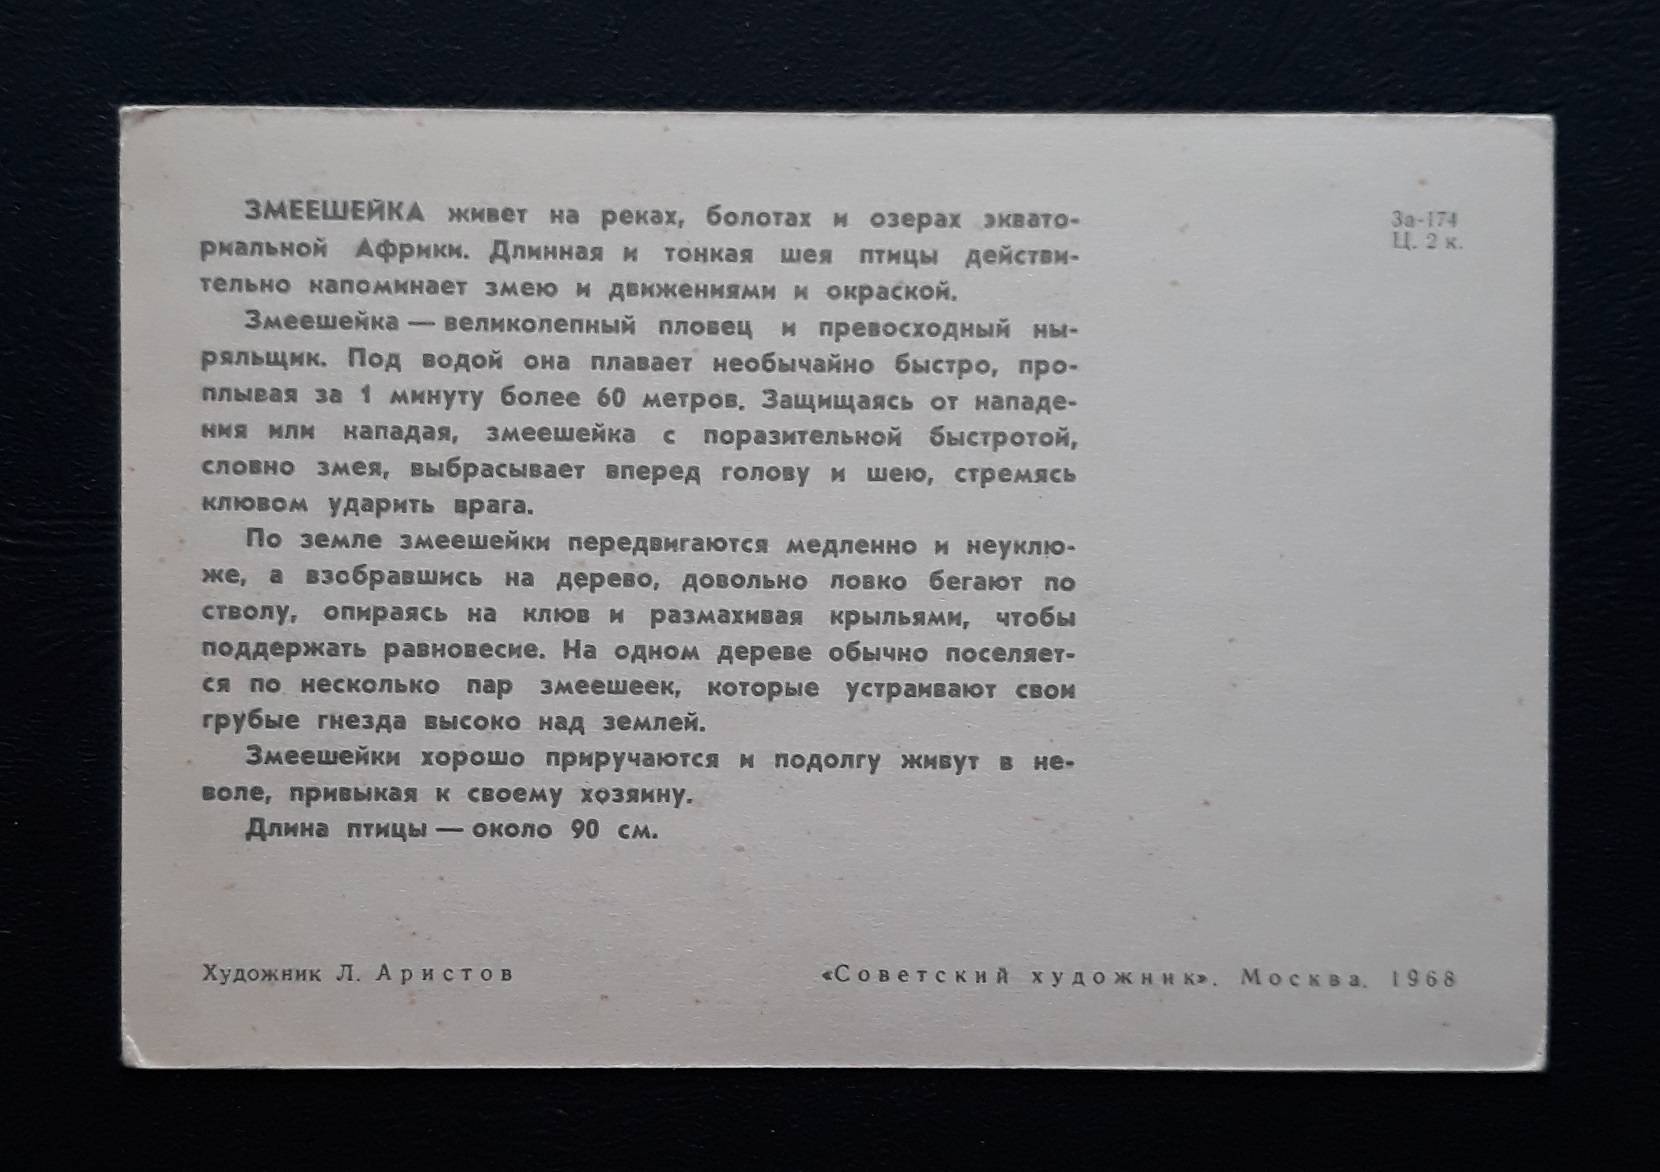 ЗМЕЕШЕЙКА живет на реках, болотах и озерах эквато-
риальной Африки. Длинная и тонкая шея птицы действи-
тельно напоминает змею и движениями и окраской.
Змеешейка — великолепный пловец и превосходный ны-
ряльщик. Под водой она плавает необычайно быстро, про-
плывая за 1 минуту более 60 метров. Защищаясь от нападе-
ния или нападая, змеешейка с поразительной быстротой,
словно змея, выбрасывает вперед голову и шею, стремясь
клювом ударить врага.
По земле змеешейки передвигаются медленно и неуклю-
же, а взобравшись на дерево, довольно ловко бегают по
стволу, опираясь на клюв и размахивая крыльями, чтобы
поддержать равновесие. На одном дереве обычно поселяет-
ся по несколько пар змеешеек, которые устраивают свои
грубые гнезда высоко над землей.
Змеешейки хорошо приручаются и подолгу живут в не-
воле, привыкая к своему хозяину.
Длина птицы — около 90 см.
За-174
Ц. 2 к.
Художник Л. Аристов
«Советский художник». Москва. 1968